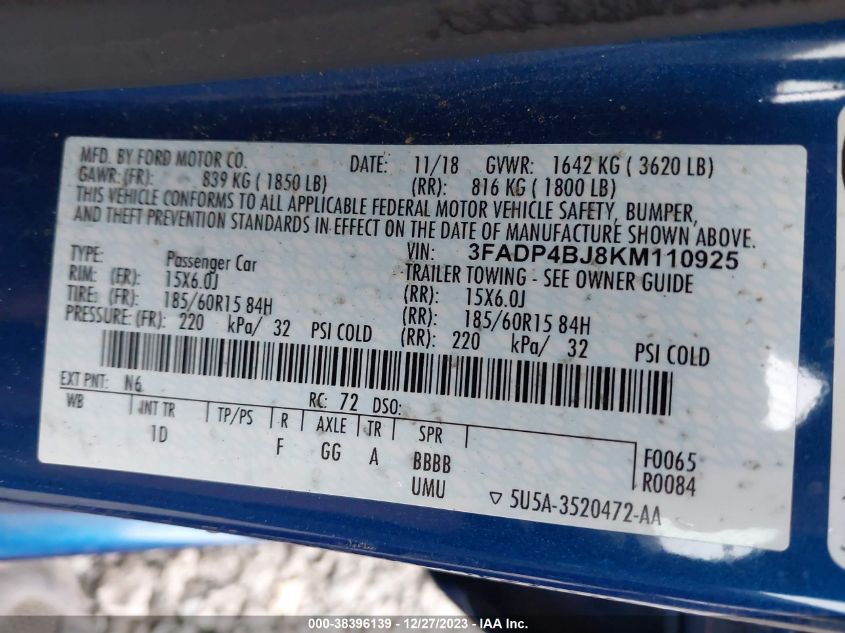 MFD. BY FORD MOTOR CO. DATE: 11/18 GVWR: 1642 KG ( 3620 LB)
GAWR: (FR): 839 KG ( 1850 LB) (RR): 816 KG ( 1800 LB)
THIS VEHICLE CONFORMS TO ALL APPLICABLE FEDERAL MOTOR VEHICLE SAFETY, BUMPER,
AND THEFT PREVENTION STANDARDS IN EFFECT ON THE DATE OF MANUFACTURE SHOWN ABOVE.
VIN: 3FADP4BJ8KM110925
TYPE: Passenger Car TRAILER TOWING - SEE OWNER GUIDE
RIM: (FR): 15X6.0J (RR): 15X6.0J
TIRE: (FR): 185/60R15 84H (RR): 185/60R15 84H
PRESSURE: (FR): 220 kPa/ 32 PSI COLD (RR): 220 kPa/ 32 PSI COLD
EXT PNT: N6 RC: 72 DSO:
WB INT TR TP/PS R AXLE TR SPR
1D F GG A BBBB F0065
UMU R0084
5U5A-3520472-AA
000-38396139 - 12/27/2023 - IAA Inc.